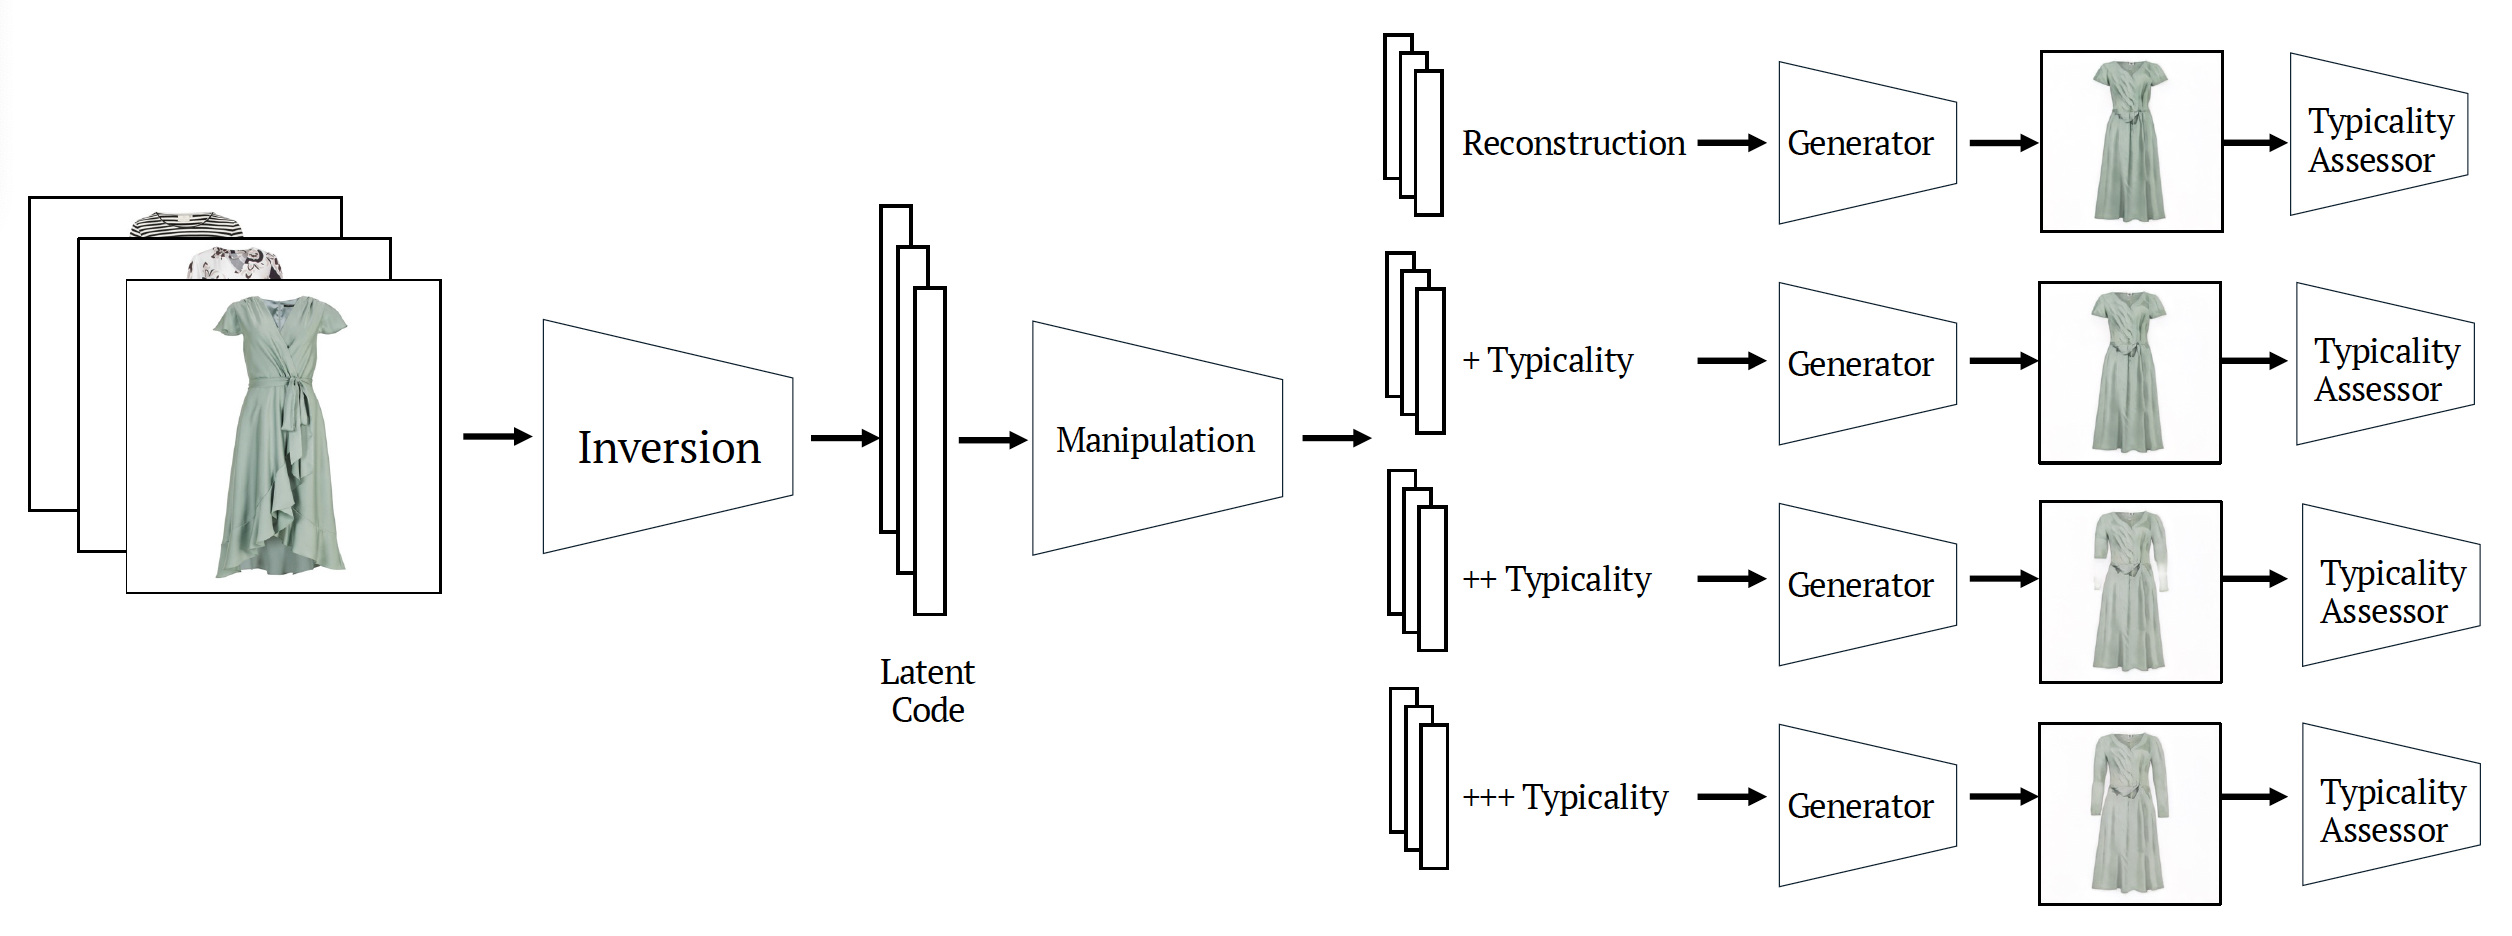 Inversion
Latent
Code
Manipulation
Reconstruction
Generator
Typicality
Assessor
+ Typicality
Generator
Typicality
Assessor
++ Typicality
Generator
Typicality
Assessor
+++ Typicality
Generator
Typicality
Assessor